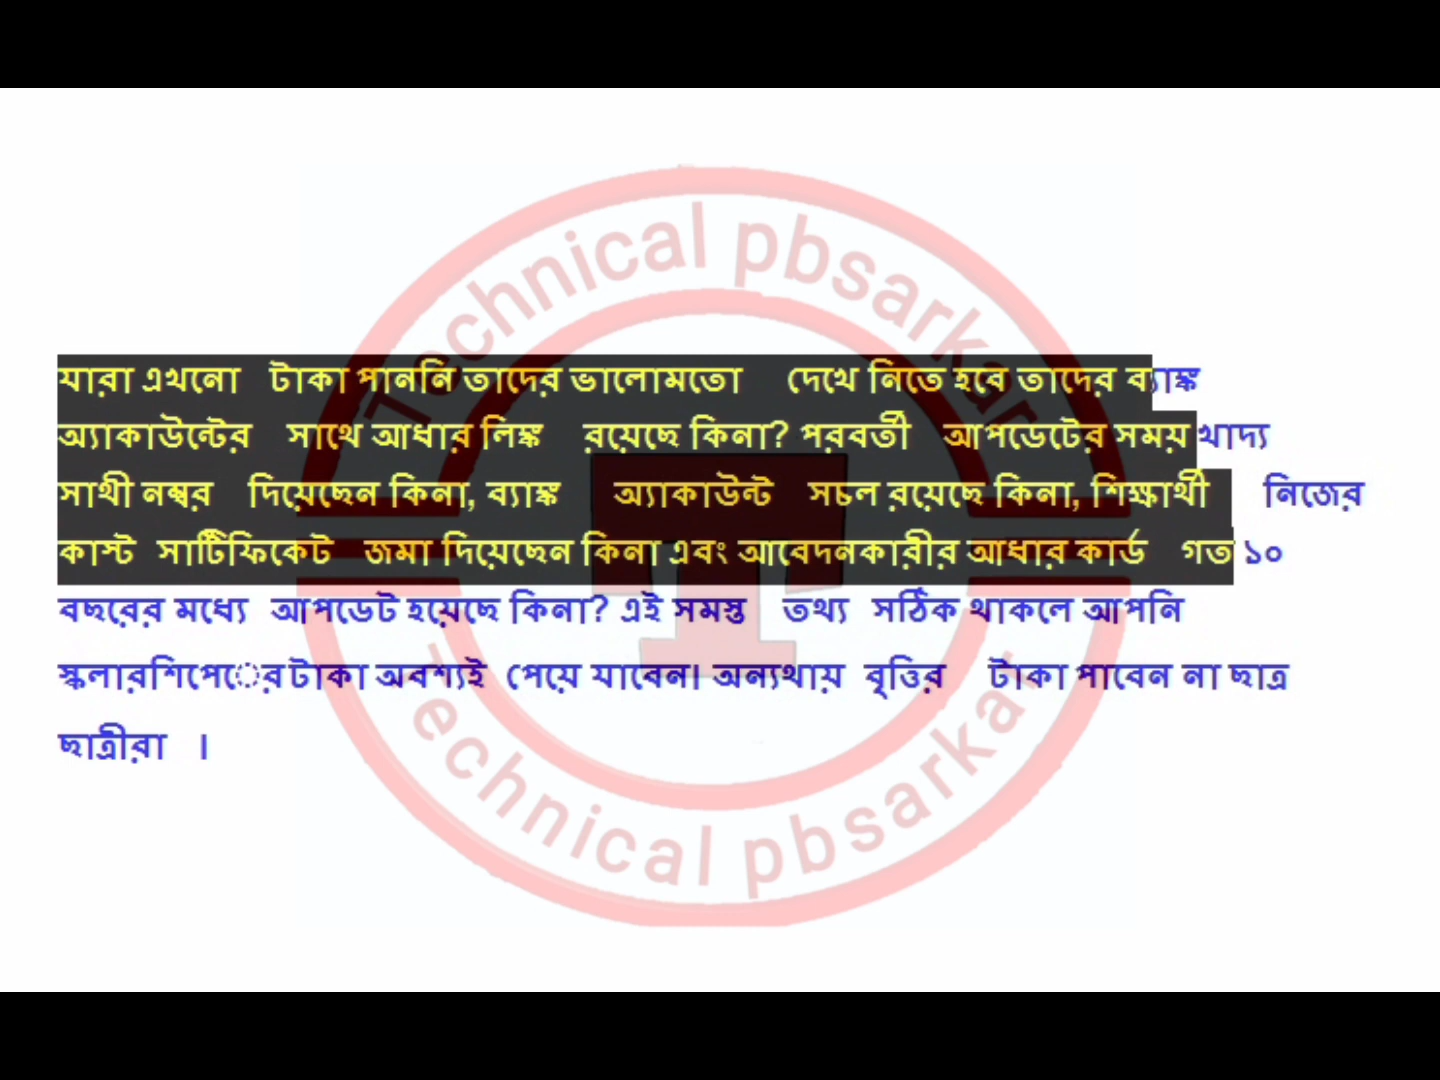 Technical pbsarkar
যারা এখনো টাকা পাননি তাদের ভালোমতো দেখে নিতে হবে তাদের ব্যাঙ্ক
অ্যাকাউন্টের সাথে আধার লিঙ্ক রয়েছে কিনা? পরবর্তী আপডেটের সময় খাদ্য
সাথী নম্বর দিয়েছেন কিনা, ব্যাঙ্ক অ্যাকাউন্ট সচল রয়েছে কিনা, শিক্ষার্থী নিজের
কাস্ট সার্টিফিকেট জমা দিয়েছেন কিনা এবং আবেদনকারীর আধার কার্ড গত ১০
বছরের মধ্যে আপডেট হয়েছে কিনা? এই সমস্ত তথ্য সঠিক থাকলে আপনি
স্কলারশিপেের টাকা অবশ্যই পেয়ে যাবেন। অন্যথায় বৃত্তির টাকা পাবেন না ছাত্র
ছাত্রীরা ।
T
Technical pbsarkar